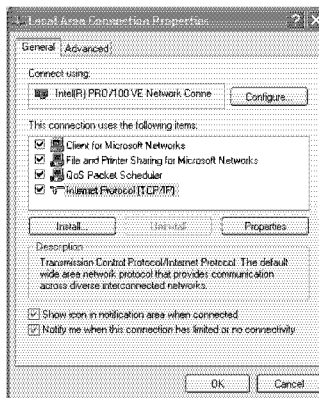 Local Area Connection Properties
General Advanced
Connect using:
Intel(R) PRO/100 VE Network Conne
Configure...
This connection uses the following items:
Client for Microsoft Networks
File and Printer Sharing for Microsoft Networks
QoS Packet Scheduler
Internet Protocol (TCP/IP)
Install... Uninstall Properties
Description
Transmission Control Protocol/Internet Protocol. The default
wide area network protocol that provides communication
across diverse interconnected networks.
Show icon in notification area when connected
Notify me when this connection has limited or no connectivity
OK Cancel